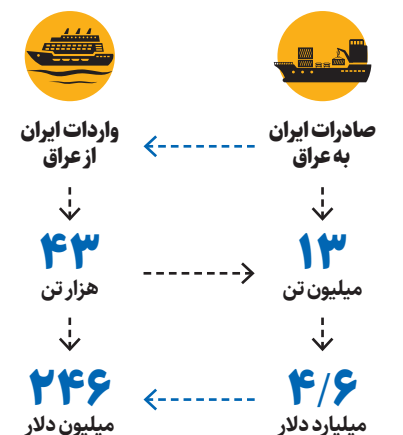 صادرات ایران
به عراق
۱۳
میلیون تن
۴/۶
میلیارد دلار
واردات ایران
از عراق
۴۳
هزار تن
۲۴۶
میلیون دلار